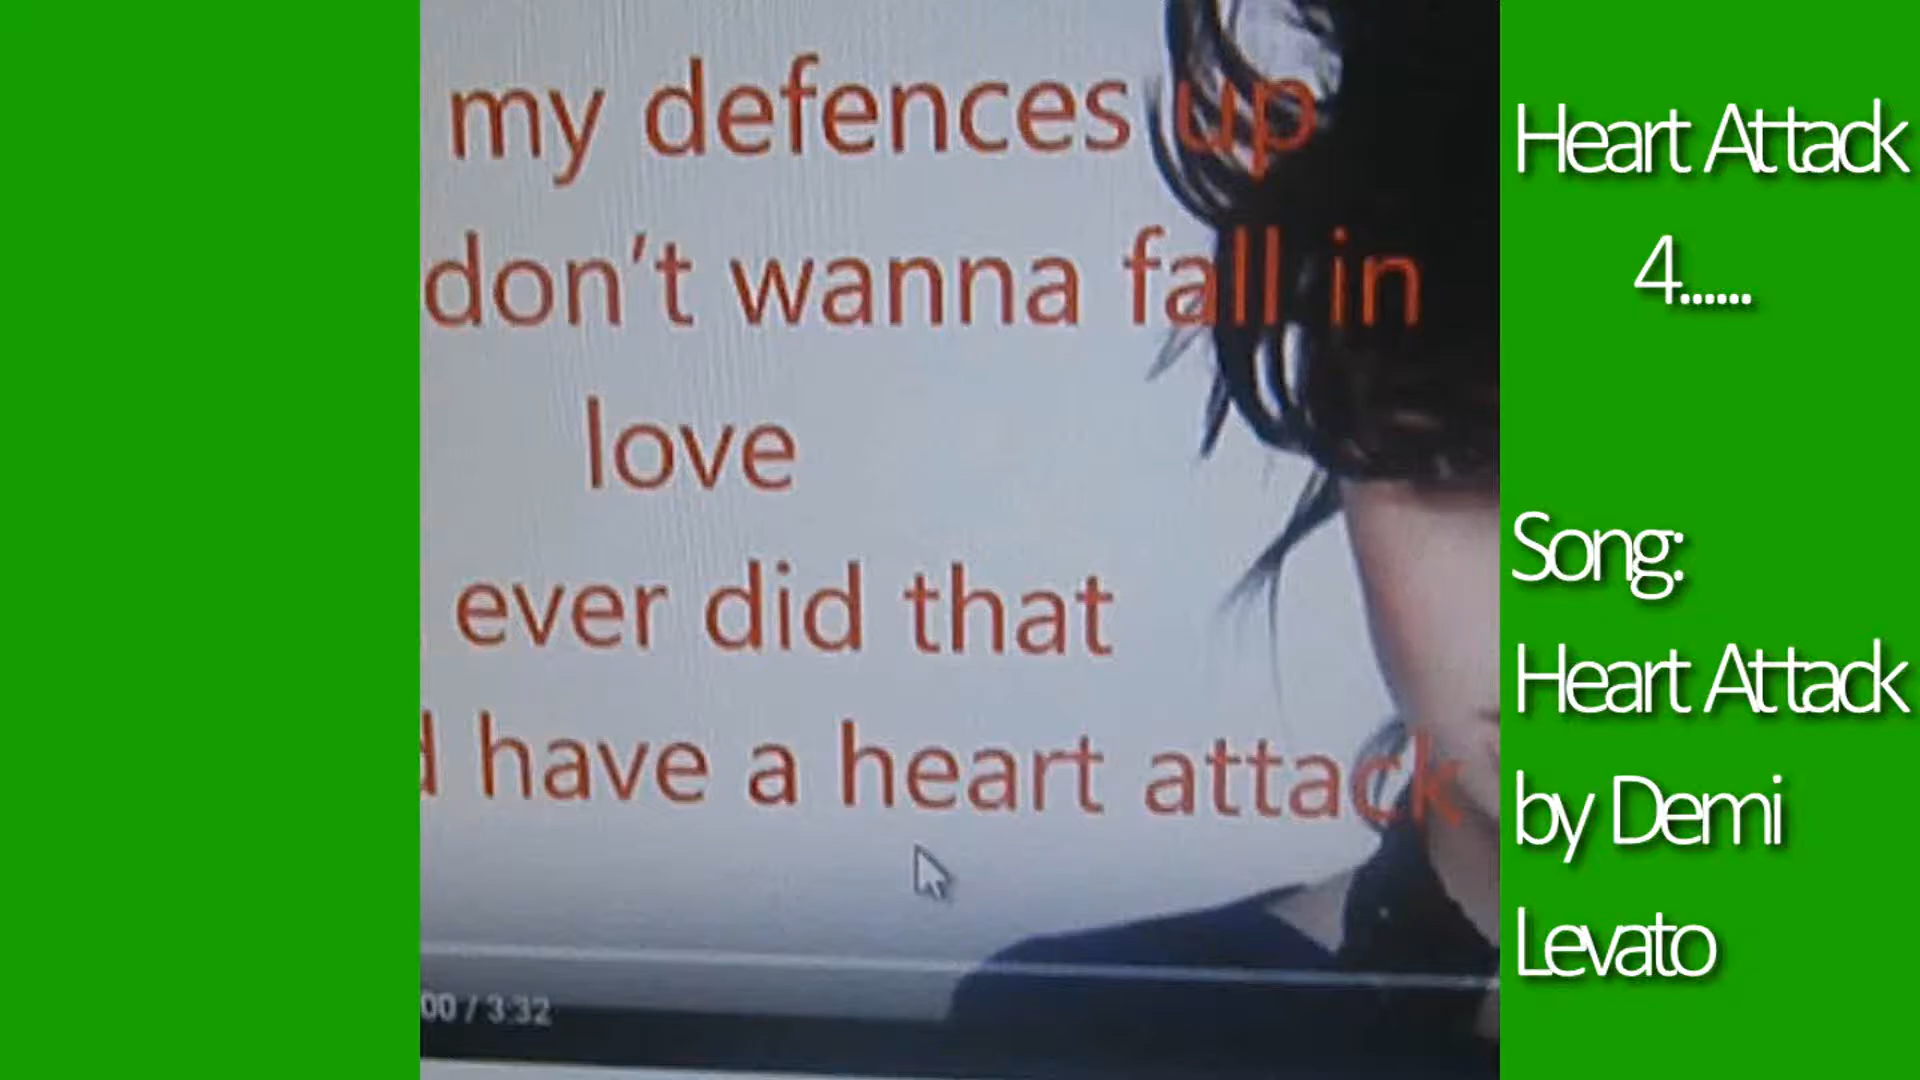 my defences up
don't wanna fall in
love
ever did that
d have a heart attack
00 / 3:32
Heart Attack
4......
Song:
Heart Attack
by Demi
Levato